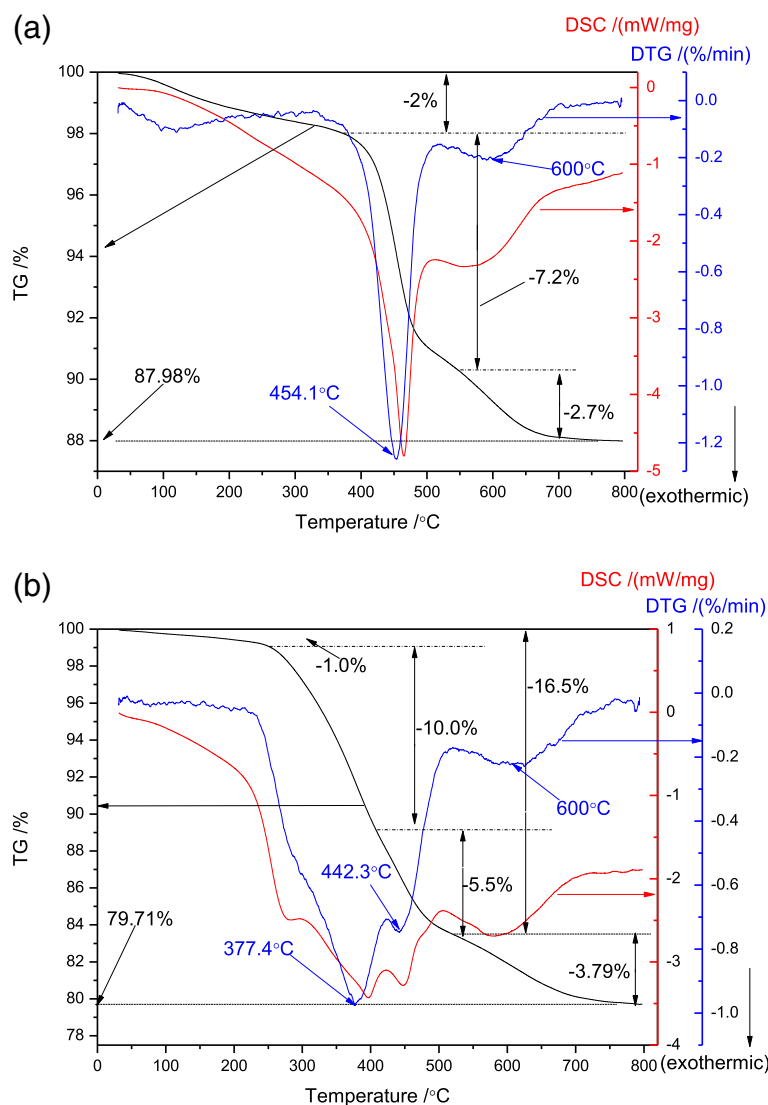 (a)
DSC /(mW/mg)
DTG /(%/min)
100
98
96
94
92
90
88
TG /%
-2%
-7.2%
-2.7%
87.98%
454.1°C
600°C
0
-1
-2
-3
-4
-5
0.0
-0.2
-0.4
-0.6
-0.8
-1.0
-1.2
(exothermic)
0 100 200 300 400 500 600 700 800
Temperature /°C
(b)
DSC /(mW/mg)
DTG /(%/min)
100
98
96
94
92
90
88
86
84
82
80
78
TG /%
-1.0%
-10.0%
-16.5%
-5.5%
-3.79%
79.71%
442.3°C
377.4°C
600°C
1
0
-1
-2
-3
-4
0.2
0.0
-0.2
-0.4
-0.6
-0.8
-1.0
(exothermic)
0 100 200 300 400 500 600 700 800
Temperature /°C